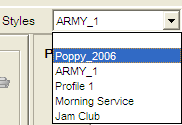 Styles ARMY_1
P
Poppy_2006
ARMY_1
Profile 1
Morning Service
Jam Club